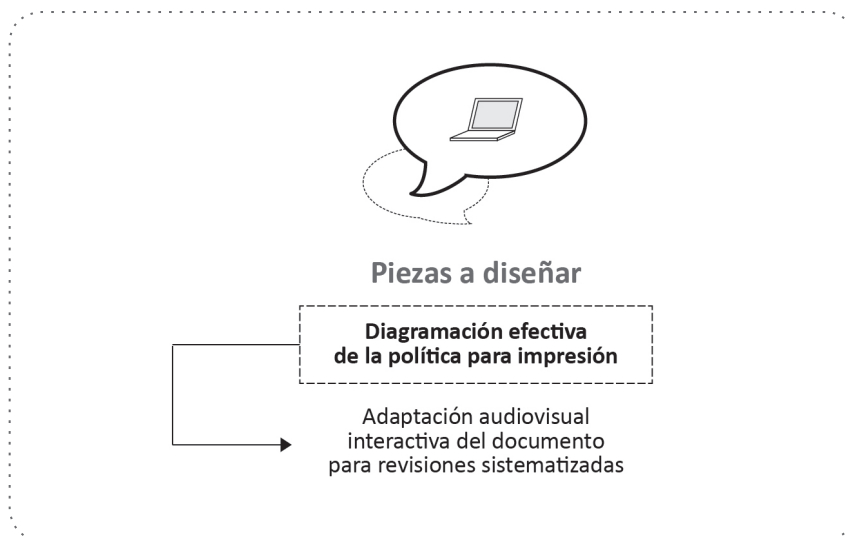 Piezas a diseñar
Diagramación efectiva
de la política para impresión
Adaptación audiovisual
interactiva del documento
para revisiones sistematizadas